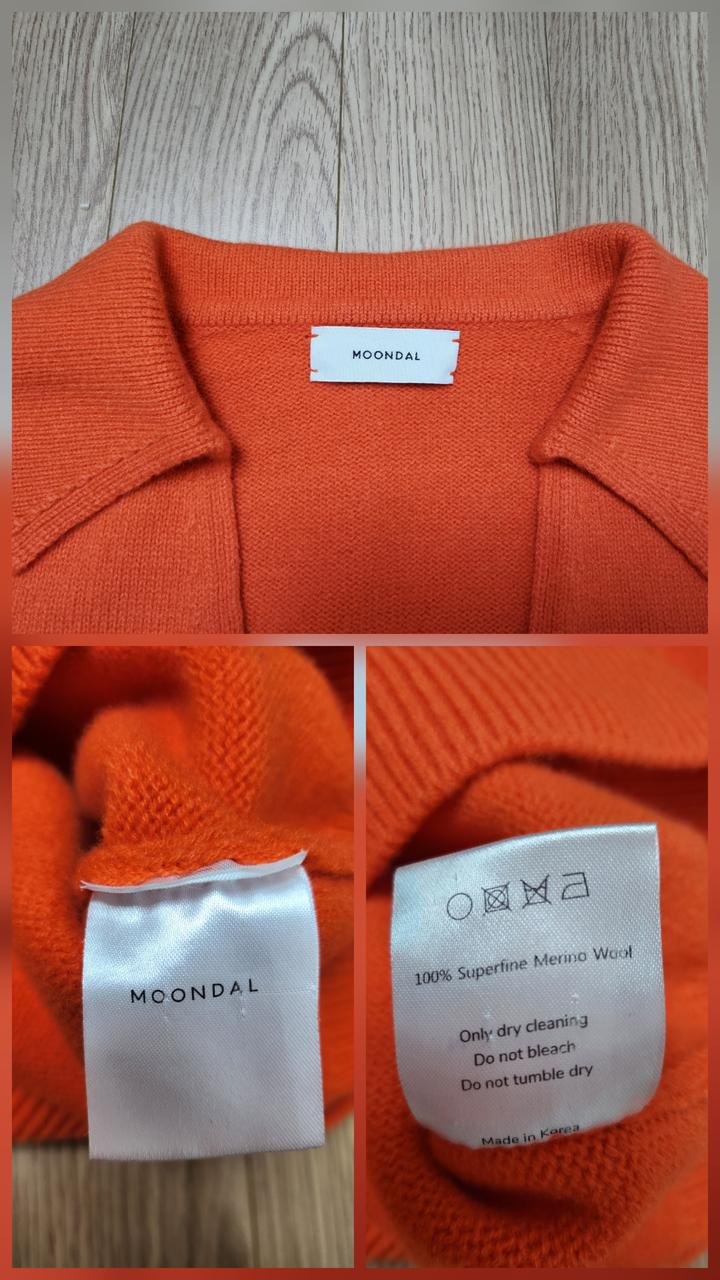 MOONDAL
MOONDAL
100% Superfine Merino Wool
Only dry cleaning
Do not bleach
Do not tumble dry
Made in Korea